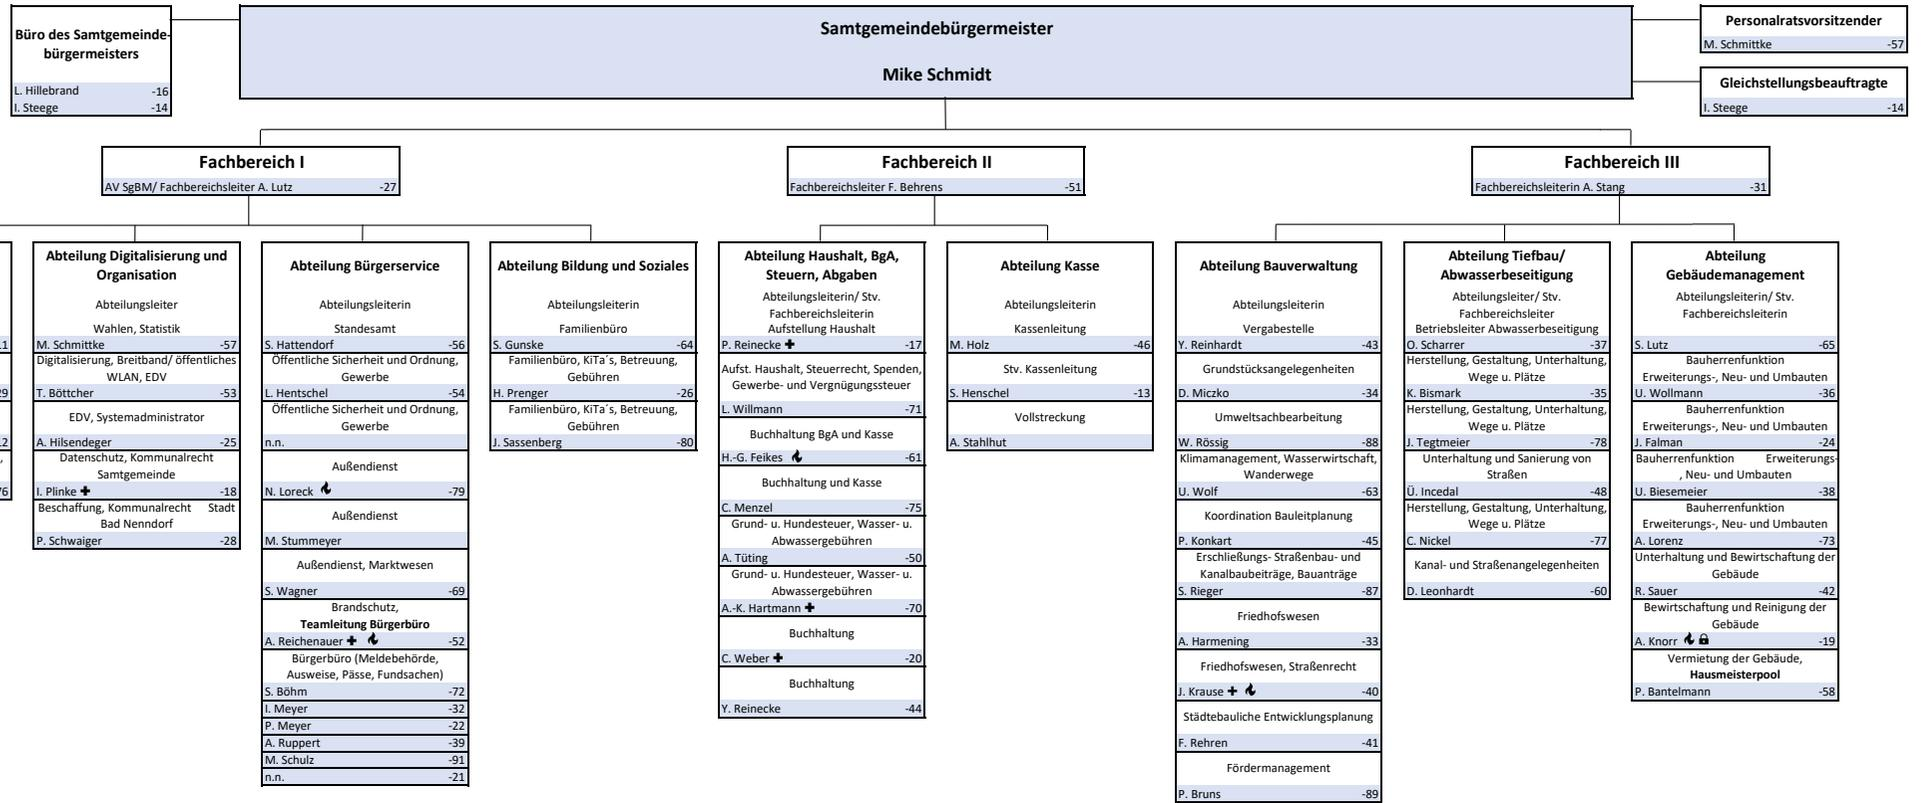 Büro des Samtgemeinde-
bürgermeisters
L. Hillebrand -16
I. Steege -14
Samtgemeindebürgermeister
Mike Schmidt
Personalratsvorsitzender
M. Schmittke -57
Gleichstellungsbeauftragte
I. Steege -14
Fachbereich I
AV SgBM/ Fachbereichsleiter A. Lutz -27
Fachbereich II
Fachbereichsleiter F. Behrens -51
Fachbereich III
Fachbereichsleiterin A. Stang -31
Abteilung Digitalisierung und
Organisation
Abteilungsleiter
Wahlen, Statistik
M. Schmittke -57
Digitalisierung, Breitband/ öffentliches
WLAN, EDV
T. Böttcher -53
EDV, Systemadministrator
A. Hilsendeger -25
Datenschutz, Kommunalrecht
Samtgemeinde
I. Plinke -18
Beschaffung, Kommunalrecht Stadt
Bad Nenndorf
P. Schwaiger -28
Abteilung Bürgerservice
Abteilungsleiterin
Standesamt
S. Hattendorf -56
Öffentliche Sicherheit und Ordnung,
Gewerbe
L. Hentschel -54
Öffentliche Sicherheit und Ordnung,
Gewerbe
n.n.
Außendienst
N. Loreck -79
Außendienst
M. Stummeyer
Außendienst, Marktwesen
S. Wagner -69
Brandschutz,
Teamleitung Bürgerbüro
A. Reichenauer -52
Bürgerbüro (Meldebehörde,
Ausweise, Pässe, Fundsachen)
S. Böhm -72
I. Meyer -32
P. Meyer -22
A. Ruppert -39
M. Schulz -91
n.n. -21
Abteilung Bildung und Soziales
Abteilungsleiterin
Familienbüro
S. Gunske -64
Familienbüro, KiTa´s, Betreuung,
Gebühren
H. Prenger -26
Familienbüro, KiTa´s, Betreuung,
Gebühren
J. Sassenberg -80
Abteilung Haushalt, BgA,
Steuern, Abgaben
Abteilungsleiterin/ Stv.
Fachbereichsleiterin
Aufstellung Haushalt
P. Reinecke -17
Aufst. Haushalt, Steuerrecht, Spenden,
Gewerbe- und Vergnügungssteuer
L. Willmann -71
Buchhaltung BgA und Kasse
H.-G. Feikes -61
Buchhaltung und Kasse
C. Menzel -75
Grund- u. Hundesteuer, Wasser- u.
Abwassergebühren
A. Tüting -50
Grund- u. Hundesteuer, Wasser- u.
Abwassergebühren
A.-K. Hartmann -70
Buchhaltung
C. Weber -20
Buchhaltung
Y. Reinecke -44
Abteilung Kasse
Abteilungsleiterin
Kassenleitung
M. Holz -46
Stv. Kassenleitung
S. Henschel -13
Vollstreckung
A. Stahlhut
Abteilung Bauverwaltung
Abteilungsleiterin
Vergabestelle
Y. Reinhardt -43
Grundstücksangelegenheiten
D. Miczko -34
Umweltsachbearbeitung
W. Rössig -88
Klimamanagement, Wasserwirtschaft,
Wanderwege
U. Wolf -63
Koordination Bauleitplanung
P. Konkart -45
Erschließungs- Straßenbau- und
Kanalbaubeiträge, Bauanträge
S. Rieger -87
Friedhofswesen
A. Harmening -33
Friedhofswesen, Straßenrecht
J. Krause -40
Städtebauliche Entwicklungsplanung
F. Rehren -41
Fördermanagement
P. Bruns -89
Abteilung Tiefbau/
Abwasserbeseitigung
Abteilungsleiter/ Stv.
Fachbereichsleiter
Betriebsleiter Abwasserbeseitigung
O. Scharrer -37
Herstellung, Gestaltung, Unterhaltung,
Wege u. Plätze
K. Bismark -35
Herstellung, Gestaltung, Unterhaltung,
Wege u. Plätze
J. Tegtmeier -78
Unterhaltung und Sanierung von
Straßen
Ü. Incedal -48
Herstellung, Gestaltung, Unterhaltung,
Wege u. Plätze
C. Nickel -77
Kanal- und Straßenangelegenheiten
D. Leonhardt -60
Abteilung
Gebäudemanagement
Abteilungsleiterin/ Stv.
Fachbereichsleiterin
S. Lutz -65
Bauherrenfunktion
Erweiterungs-, Neu- und Umbauten
U. Wollmann -36
Bauherrenfunktion
Erweiterungs-, Neu- und Umbauten
J. Falman -24
Bauherrenfunktion Erweiterungs-
, Neu- und Umbauten
U. Biesemeier -38
Bauherrenfunktion
Erweiterungs-, Neu- und Umbauten
A. Lorenz -73
Unterhaltung und Bewirtschaftung der
Gebäude
R. Sauer -42
Bewirtschaftung und Reinigung der
Gebäude
A. Knorr -19
Vermietung der Gebäude,
Hausmeisterpool
P. Bantelmann -58